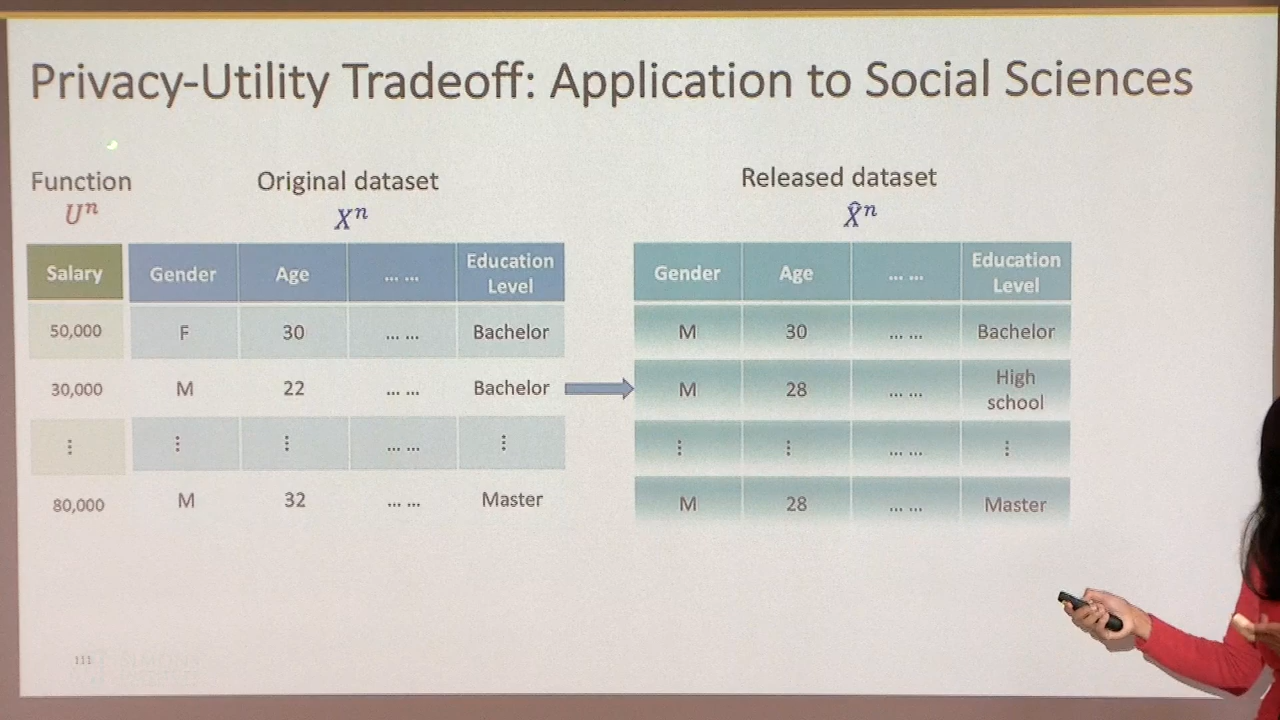 Privacy-Utility Tradeoff: Application to Social Sciences
Function
Uⁿ
Original dataset
Xⁿ
Released dataset
X̂ⁿ
Salary Gender Age ... ... Education Level
50,000 F 30 ... ... Bachelor
30,000 M 22 ... ... Bachelor
⋮ ⋮ ⋮ ... ... ⋮
80,000 M 32 ... ... Master
Gender Age ... ... Education Level
M 30 ... ... Bachelor
M 28 ... ... High school
⋮ ⋮ ... ... ⋮
M 28 ... ... Master
111